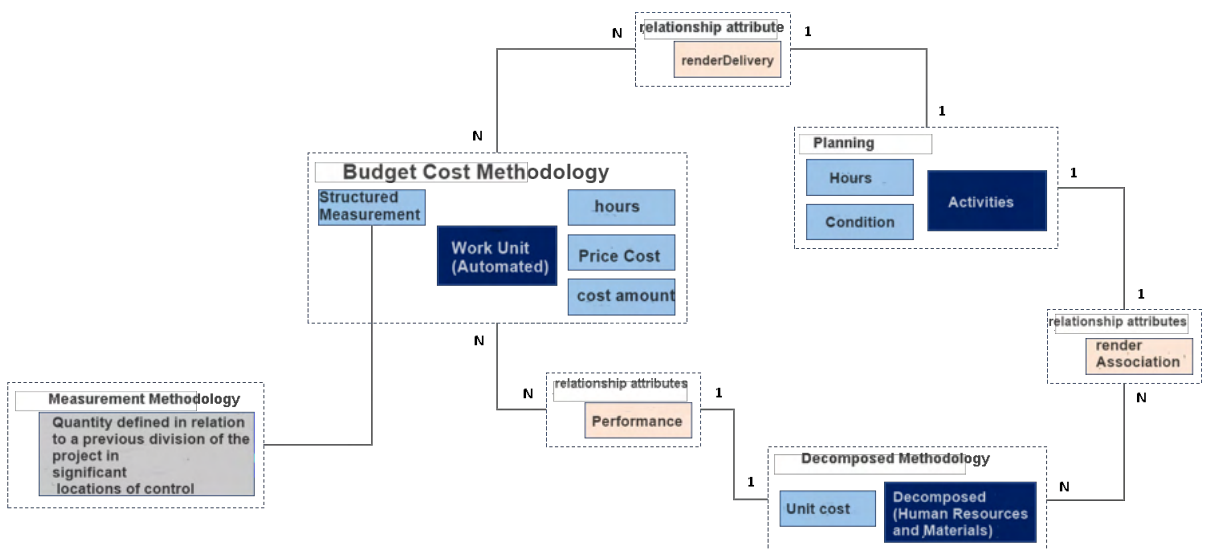 relationship attribute
N
1
renderDelivery
N
1
Planning
Hours
Condition
Activities
1
Budget Cost Methodology
Structured
Measurement
Work Unit
(Automated)
hours
Price Cost
cost amount
1
relationship attributes
render
Association
N
N
N
relationship attributes
1
Performance
Measurement Methodology
Quantity defined in relation
to a previous division of the
project in
significant
locations of control
Decomposed Methodology
1
N
Unit cost
Decomposed
(Human Resources
and Materials)